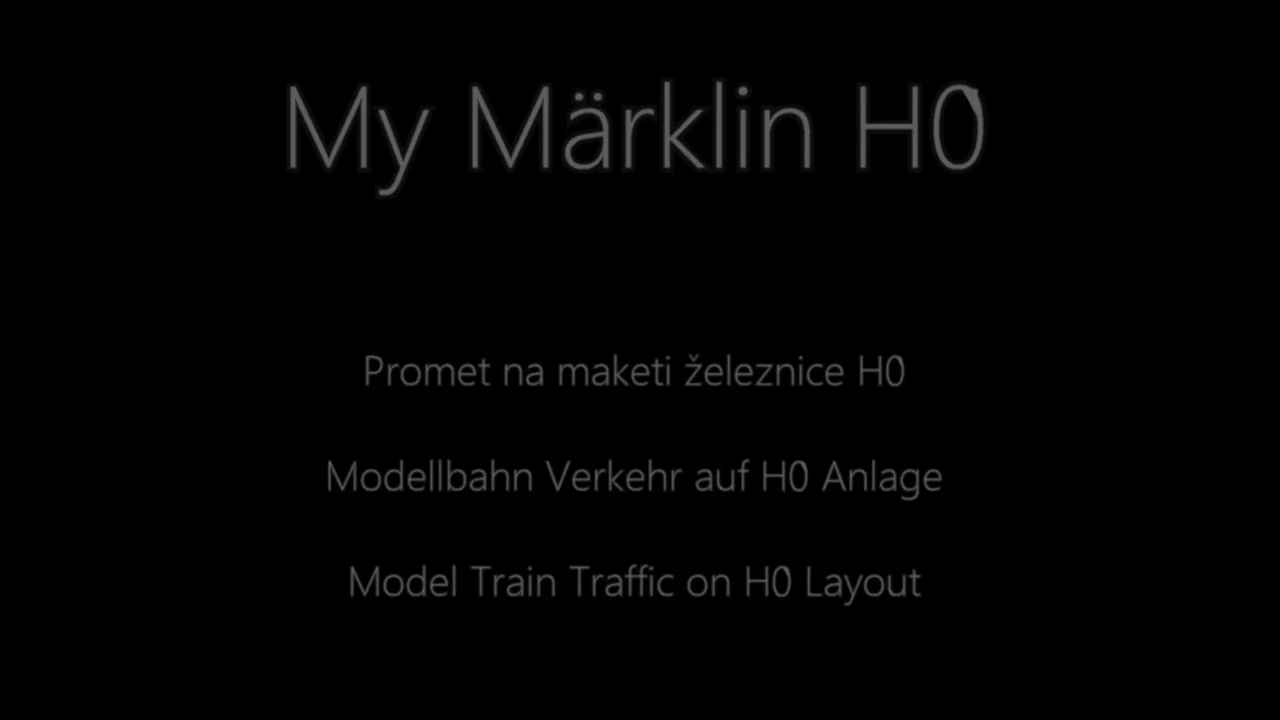 My Märklin H0
Promet na maketi železnice H0
Modellbahn Verkehr auf H0 Anlage
Model Train Traffic on H0 Layout